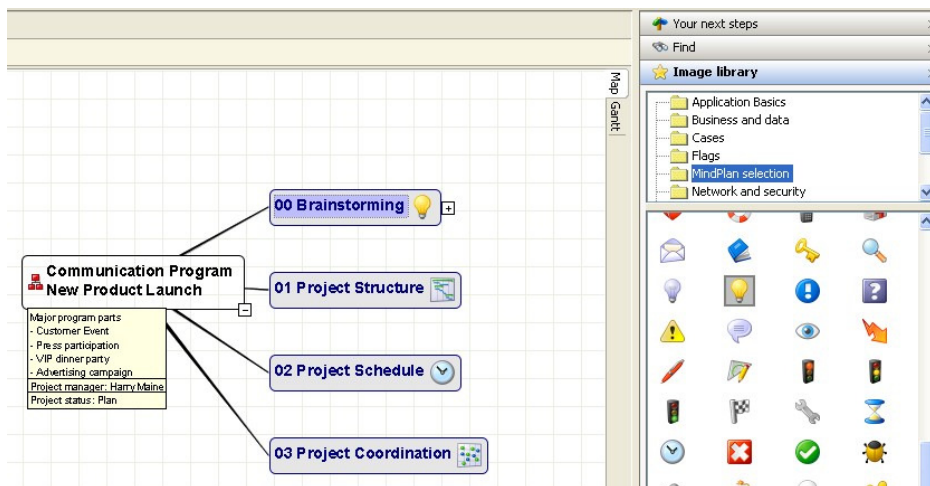 Your next steps
Find
Image library
Map
Gantt
Application Basics
Business and data
Cases
Flags
MindPlan selection
Network and security
00 Brainstorming
Communication Program
New Product Launch
01 Project Structure
Major program parts
- Customer Event
- Press participation
- VIP dinner party
- Advertising campaign
Project manager: Harry Maine
Project status: Plan
02 Project Schedule
03 Project Coordination